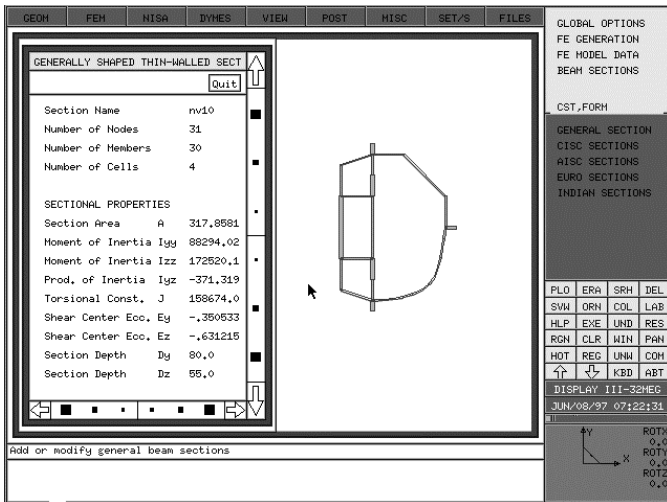 GEOM FEM NISA DYMES VIEW POST MISC SET/S FILES
GENERALLY SHAPED THIN-WALLED SECT
Quit
Section Name nv10
Number of Nodes 31
Number of Members 30
Number of Cells 4
SECTIONAL PROPERTIES
Section Area A 317.8581
Moment of Inertia Iyy 88294.02
Moment of Inertia Izz 172520.1
Prod. of Inertia Iyz -371.319
Torsional Const. J 158674.0
Shear Center Ecc. Ey -.350533
Shear Center Ecc. Ez -.631215
Section Depth Dy 80.0
Section Depth Dz 55.0
Add or modify general beam sections
GLOBAL OPTIONS
FE GENERATION
FE MODEL DATA
BEAM SECTIONS
CST,FORM
GENERAL SECTION
CISC SECTIONS
AISC SECTIONS
EURO SECTIONS
INDIAN SECTIONS
PLO ERA SRH DEL
SVW ORN COL LAB
HLP EXE UND RES
RGN CLR WIN PAN
HOT REG UNW COM
KBD ABT
DISPLAY III-32MEG
JUN/08/97 07:22:31
Y
X
ROTX
0.0
ROTY
0.0
ROTZ
0.0